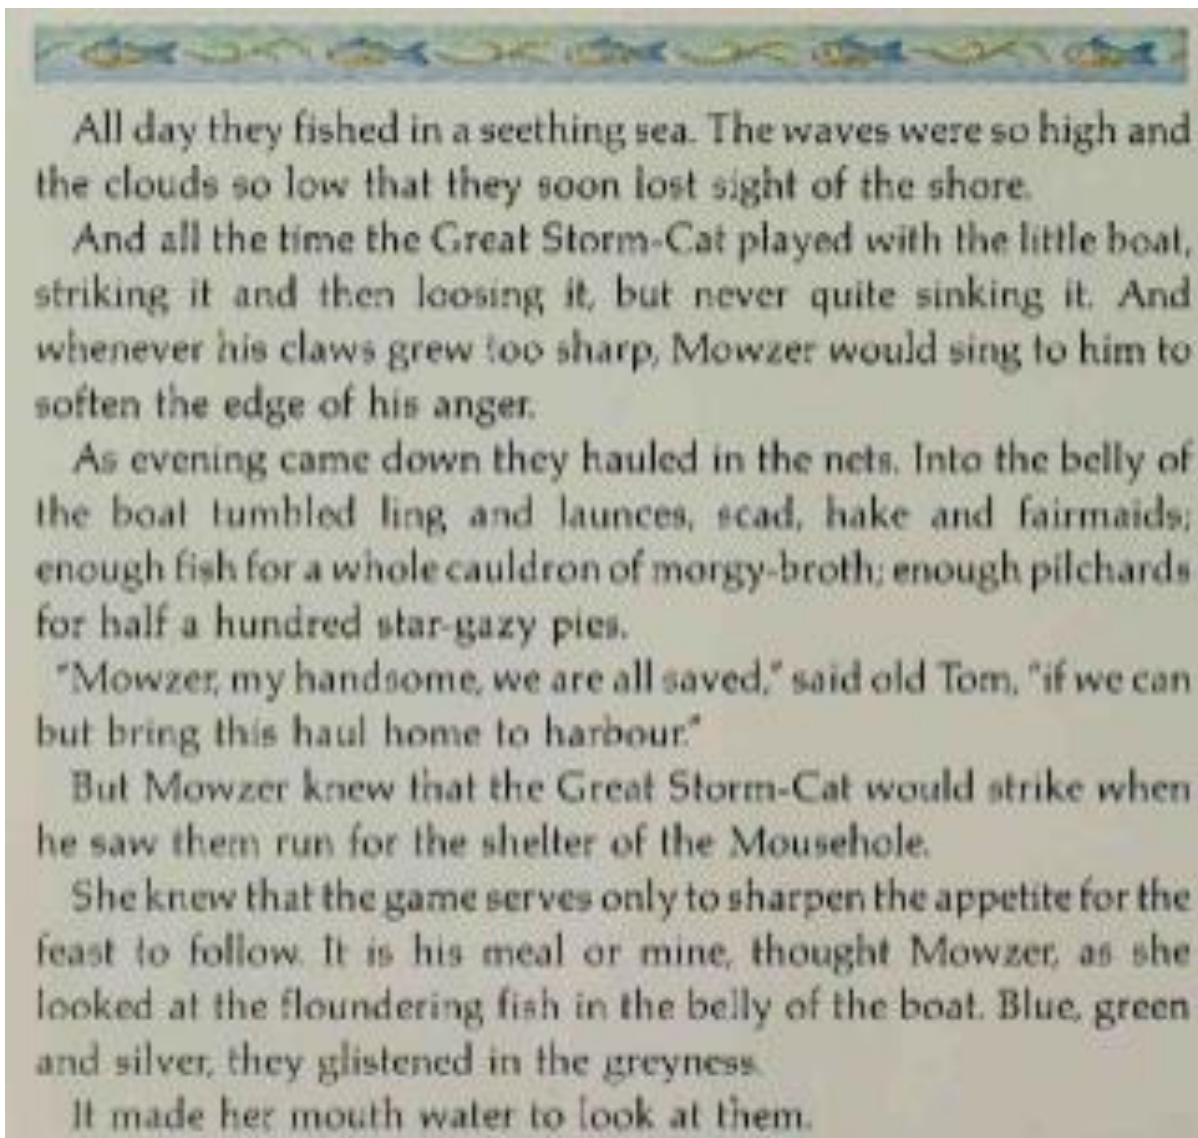 All day they fished in a seething sea. The waves were so high and
the clouds so low that they soon lost sight of the shore.
And all the time the Great Storm-Cat played with the little boat,
striking it and then loosing it, but never quite sinking it. And
whenever his claws grew too sharp, Mowzer would sing to him to
soften the edge of his anger.
As evening came down they hauled in the nets. Into the belly of
the boat tumbled ling and launces, scad, hake and fairmaids;
enough fish for a whole cauldron of morgy-broth; enough pilchards
for half a hundred star-gazy pies.
"Mowzer, my handsome, we are all saved," said old Tom, "if we can
but bring this haul home to harbour."
But Mowzer knew that the Great Storm-Cat would strike when
he saw them run for the shelter of the Mousehole.
She knew that the game serves only to sharpen the appetite for the
feast to follow. It is his meal or mine, thought Mowzer, as she
looked at the floundering fish in the belly of the boat. Blue, green
and silver, they glistened in the greyness.
It made her mouth water to look at them.